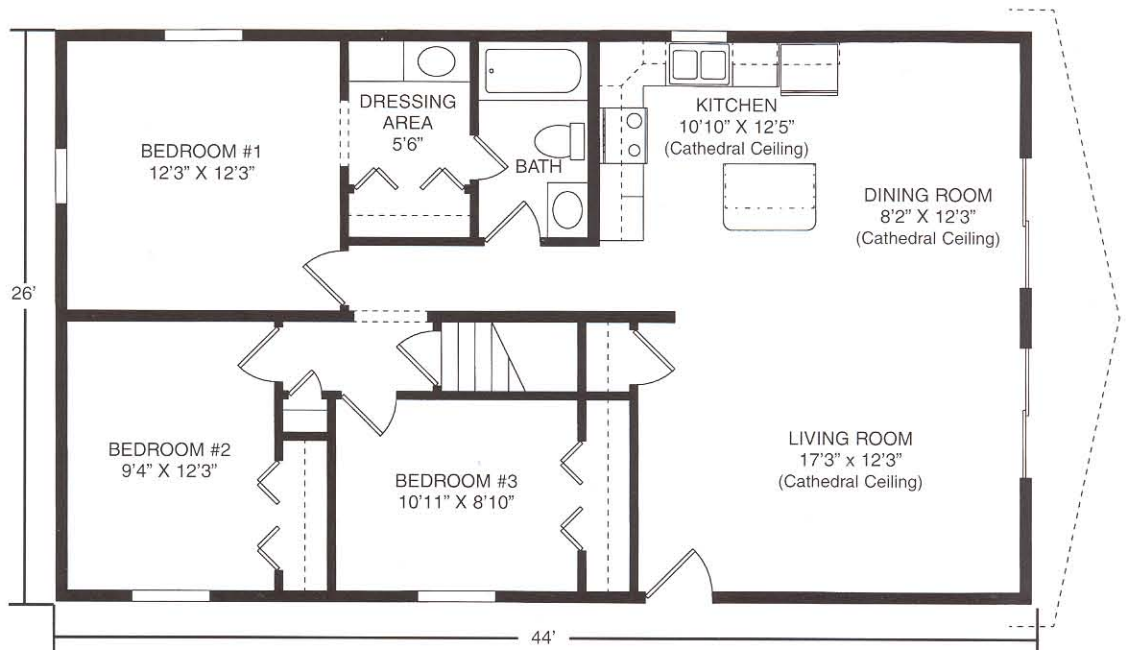 BEDROOM #1
12'3" X 12'3"
DRESSING
AREA
5'6"
BATH
KITCHEN
10'10" X 12'5"
(Cathedral Ceiling)
DINING ROOM
8'2" X 12'3"
(Cathedral Ceiling)
26'
BEDROOM #2
9'4" X 12'3"
BEDROOM #3
10'11" X 8'10"
LIVING ROOM
17'3" x 12'3"
(Cathedral Ceiling)
44'